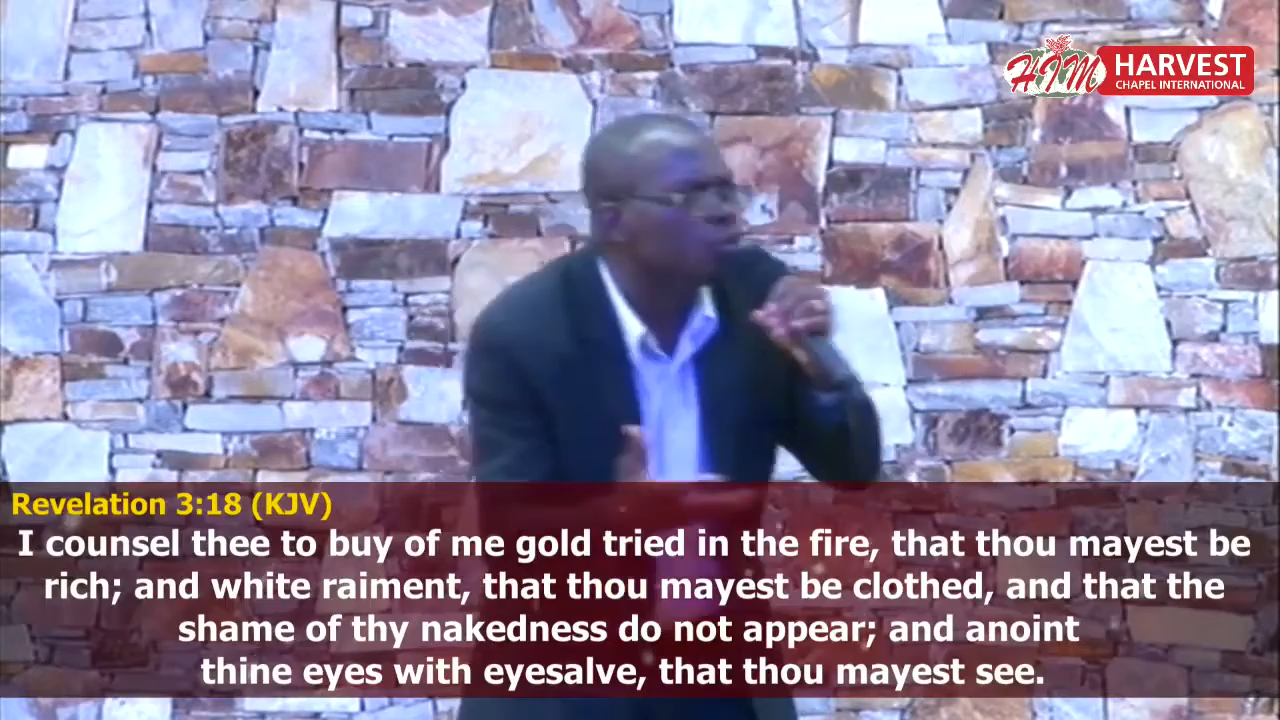 HIM HARVEST
CHAPEL INTERNATIONAL
Revelation 3:18 (KJV)
I counsel thee to buy of me gold tried in the fire, that thou mayest be
rich; and white raiment, that thou mayest be clothed, and that the
shame of thy nakedness do not appear; and anoint
thine eyes with eyesalve, that thou mayest see.